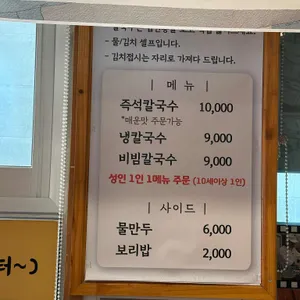 - 물/김치 셀프입니다.
- 김치접시는 자리로 가져다 드립니다.
| 메뉴 |
즉석칼국수 10,000
*매운맛 주문가능
냉칼국수 9,000
비빔칼국수 9,000
성인 1인 1메뉴 주문 (10세이상 1인)
| 사이드 |
물만두 6,000
보리밥 2,000
터~)